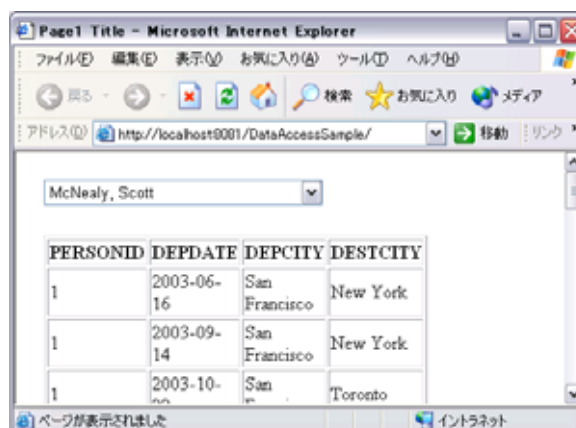 Page1 Title - Microsoft Internet Explorer
ファイル(F) 編集(E) 表示(V) お気に入り(A) ツール(T) ヘルプ(H)
戻る 検索 お気に入り メディア
アドレス(D) http://localhost:8081/DataAccessSample/ 移動 リンク
McNealy, Scott
PERSONID DEPDATE DEPCITY DESTCITY
1 2003-06-16 San Francisco New York
1 2003-09-14 San Francisco New York
1 2003-10- San Toronto
ページが表示されました イントラネット